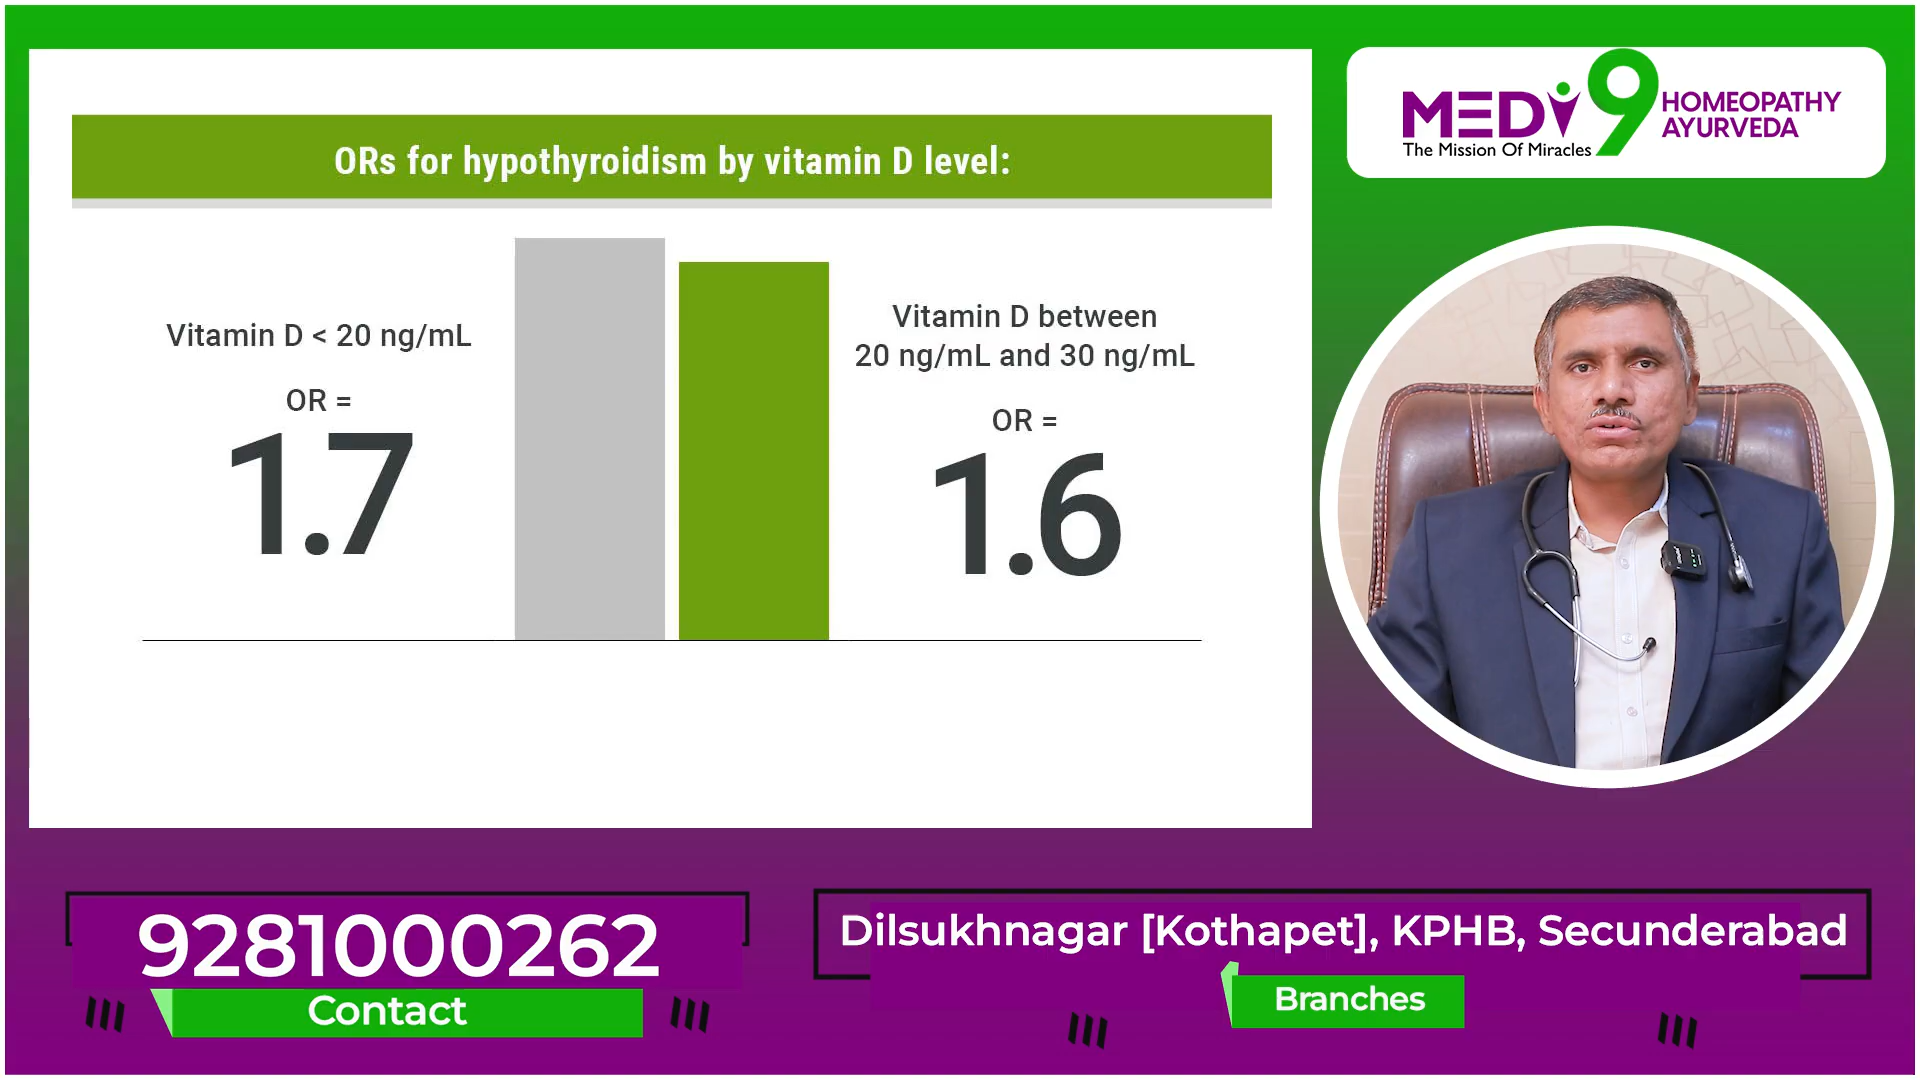 ORs for hypothyroidism by vitamin D level:
Vitamin D < 20 ng/mL
OR =
1.7
Vitamin D between
20 ng/mL and 30 ng/mL
OR =
1.6
MEDI9
The Mission Of Miracles
HOMEOPATHY
AYURVEDA
9281000262
Contact
Dilsukhnagar [Kothapet], KPHB, Secunderabad
Branches